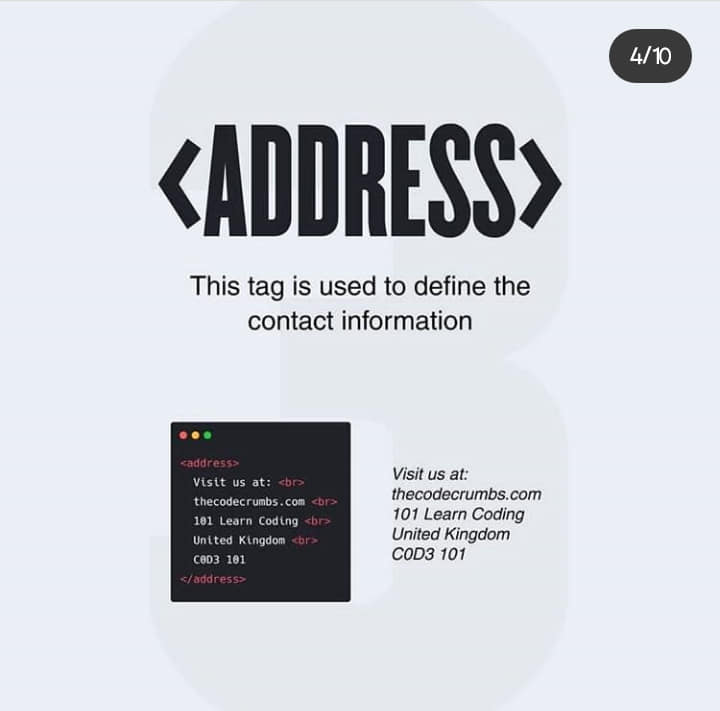 4/10
<ADDRESS>
This tag is used to define the
contact information
<address>
Visit us at: <br>
thecodecrumbs.com <br>
101 Learn Coding <br>
United Kingdom <br>
C0D3 101
</address>
Visit us at:
thecodecrumbs.com
101 Learn Coding
United Kingdom
C0D3 101
3